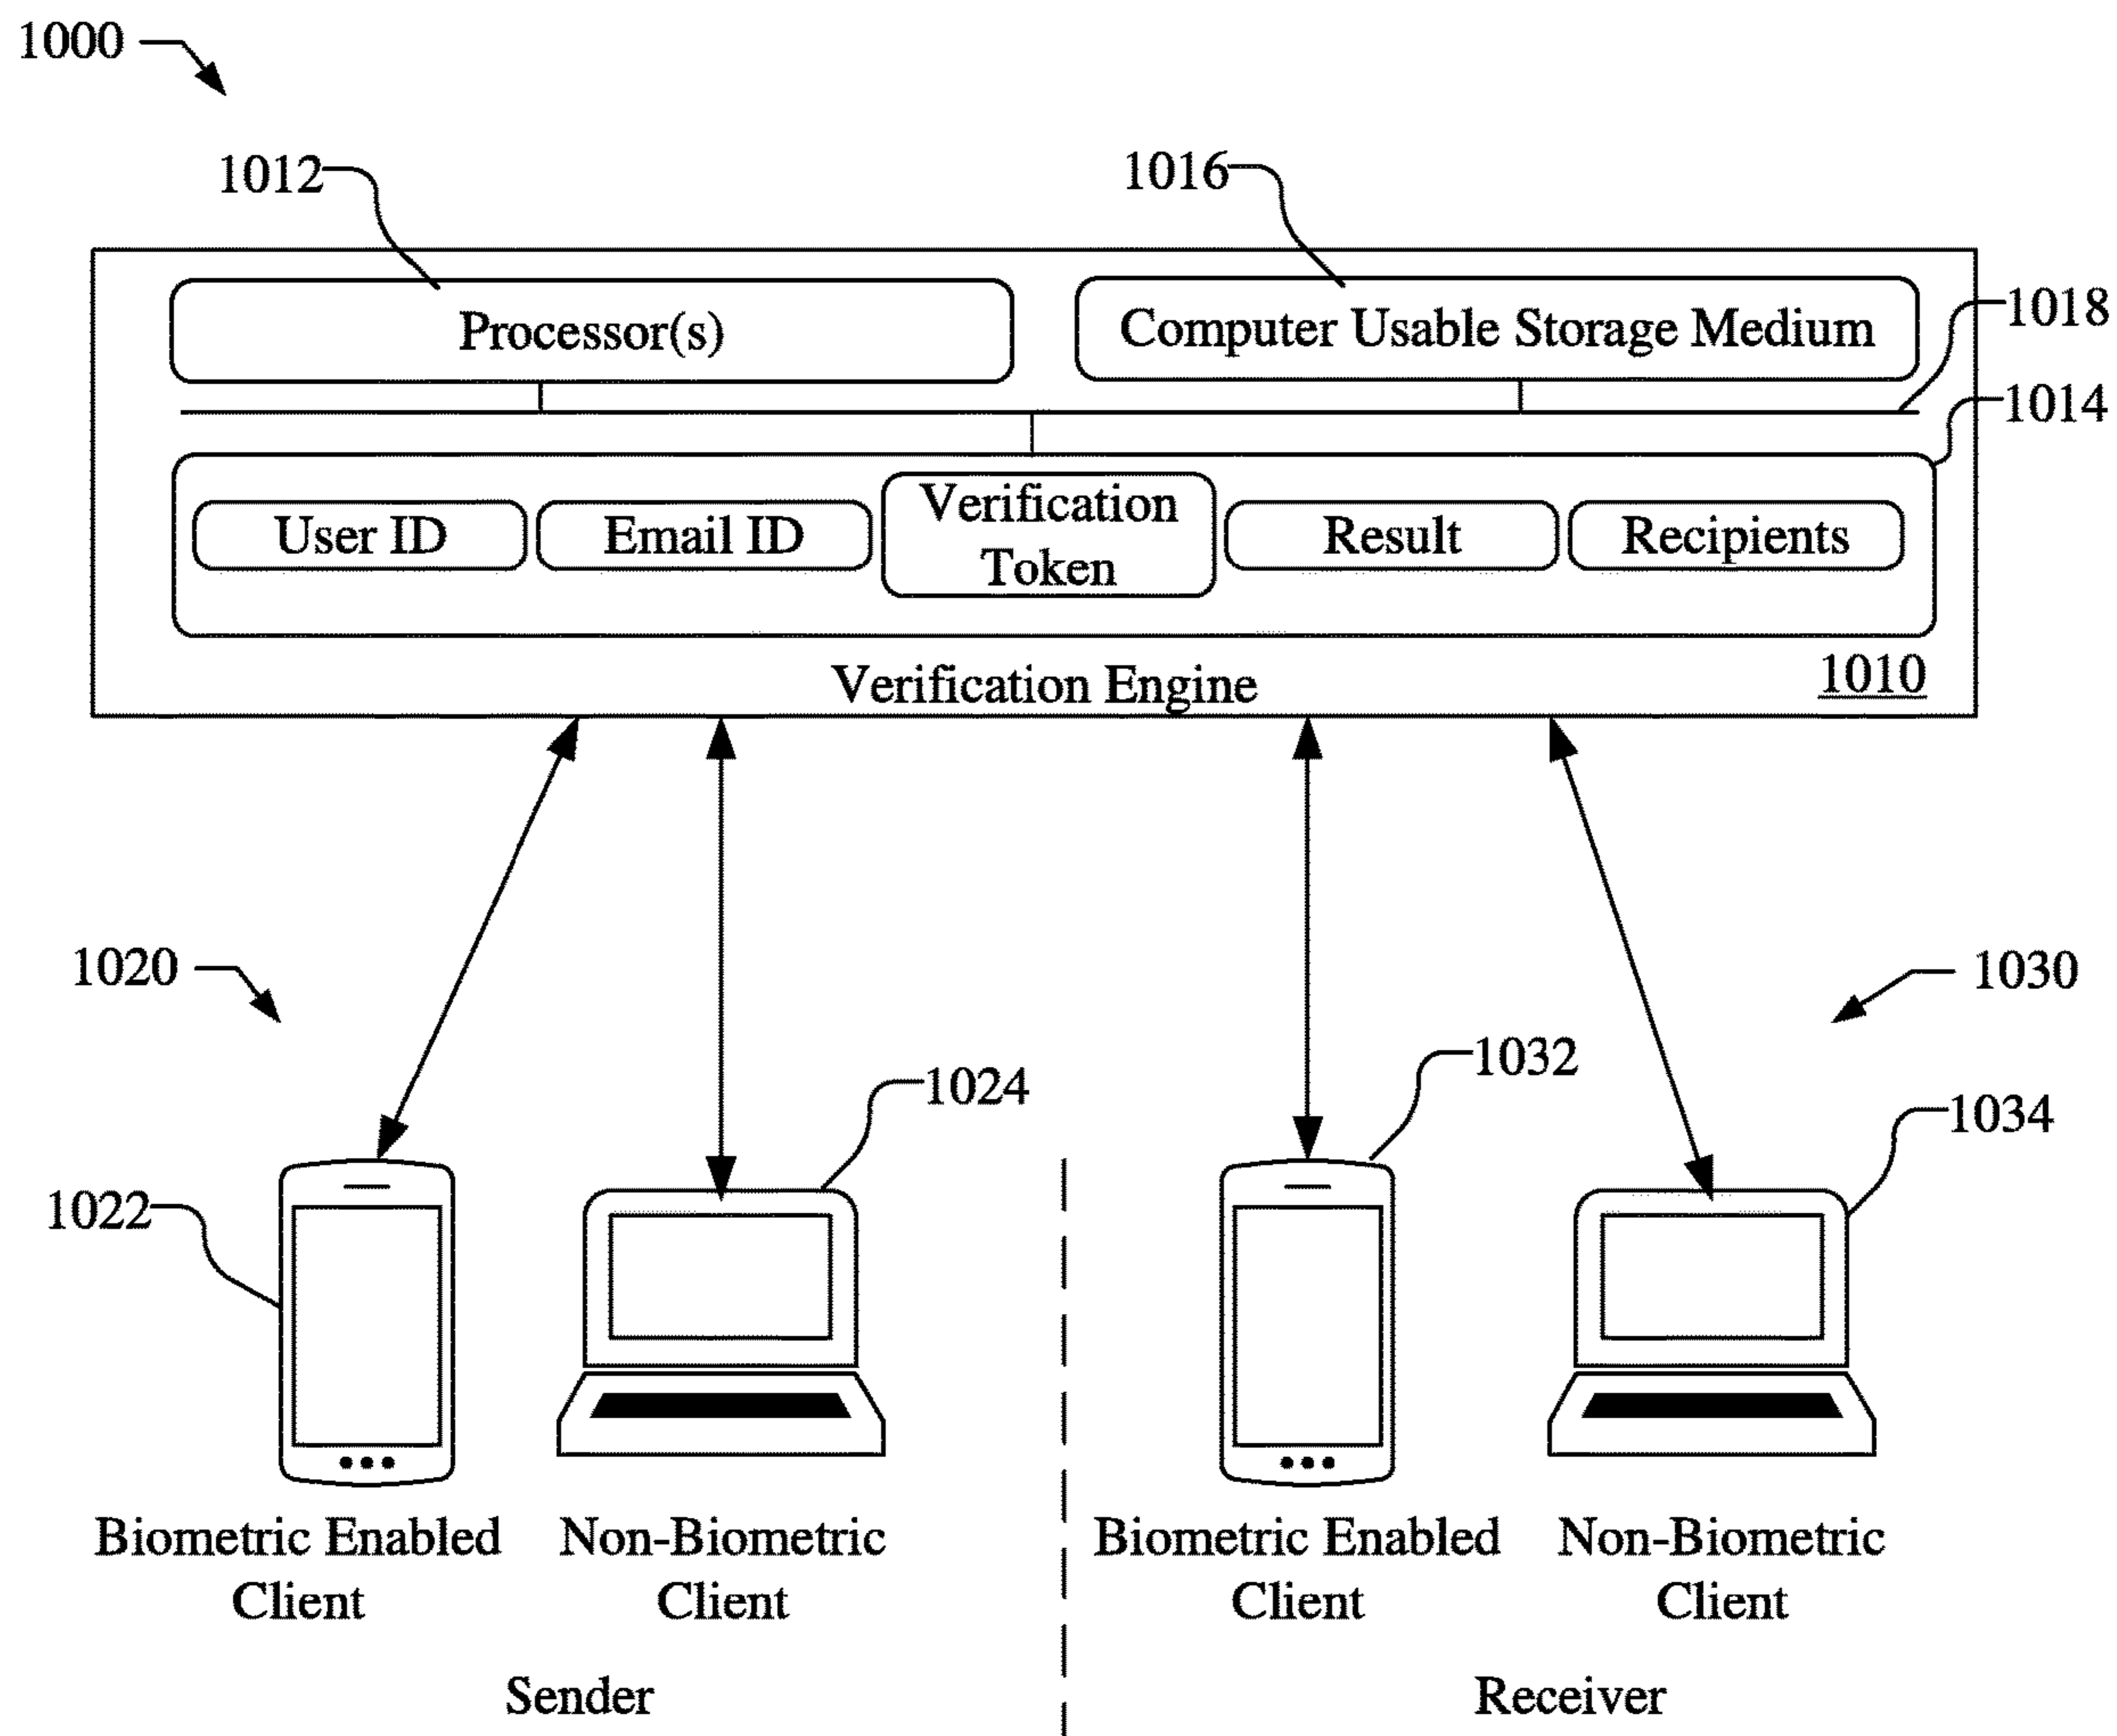 1000
1012
1016
Processor(s)
Computer Usable Storage Medium
1018
1014
User ID
Email ID
Verification
Token
Result
Recipients
Verification Engine
1010
1020
1030
1024
1032
1022
1034
Biometric Enabled
Client
Non-Biometric
Client
Biometric Enabled
Client
Non-Biometric
Client
Sender
Receiver